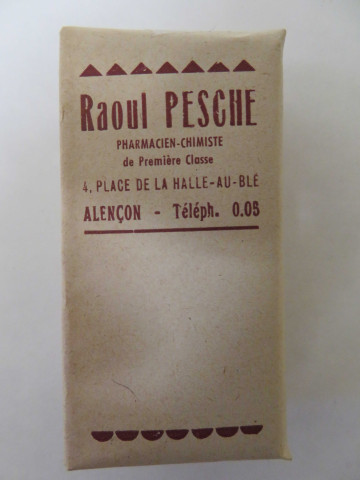 Raoul PESCHE
PHARMACIEN-CHIMISTE
de Première Classe
4, PLACE DE LA HALLE-AU-BLÉ
ALENÇON - Téléph. 0.05